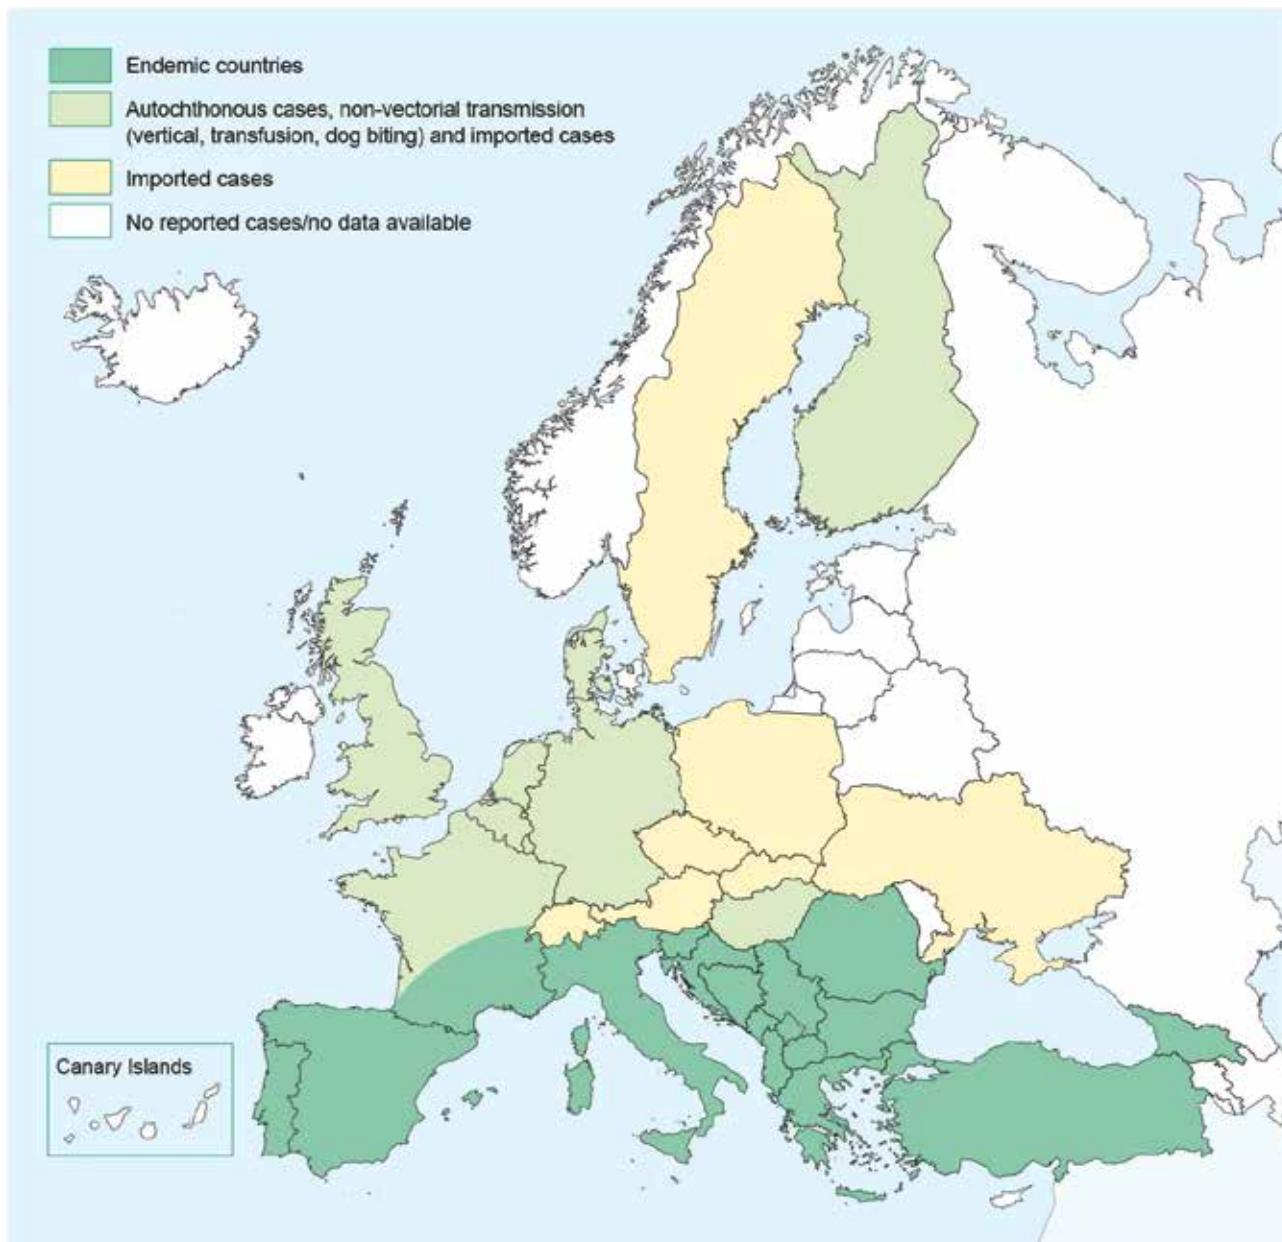 Endemic countries
Autochthonous cases, non-vectorial transmission
(vertical, transfusion, dog biting) and imported cases
Imported cases
No reported cases/no data available
Canary Islands